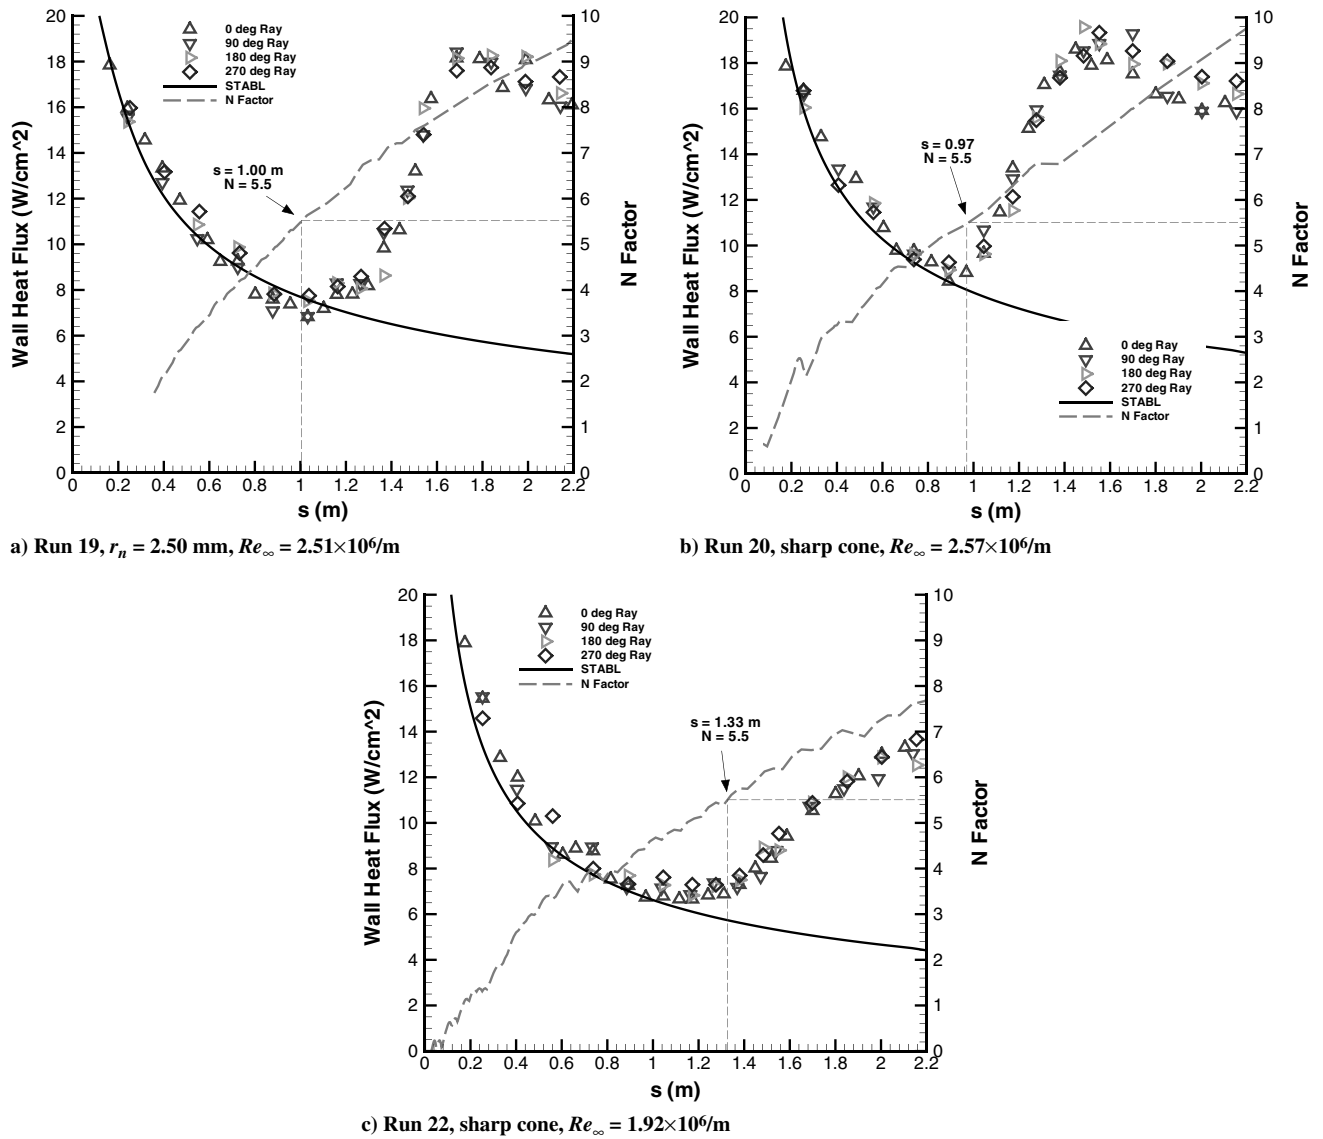 20
18
16
14
12
10
8
6
4
2
0
Wall Heat Flux (W/cm^2)
0 deg Ray
90 deg Ray
180 deg Ray
270 deg Ray
STABL
N Factor
s = 1.00 m
N = 5.5
10
9
8
7
6
5
4
3
2
1
0
N Factor
0 0.2 0.4 0.6 0.8 1 1.2 1.4 1.6 1.8 2 2.2
s (m)
a) Run 19, rₙ = 2.50 mm, Re∞ = 2.51×10⁶/m
20
18
16
14
12
10
8
6
4
2
0
Wall Heat Flux (W/cm^2)
s = 0.97
N = 5.5
0 deg Ray
90 deg Ray
180 deg Ray
270 deg Ray
STABL
N Factor
10
9
8
7
6
5
4
3
2
1
0
N Factor
0 0.2 0.4 0.6 0.8 1 1.2 1.4 1.6 1.8 2 2.2
s (m)
b) Run 20, sharp cone, Re∞ = 2.57×10⁶/m
20
18
16
14
12
10
8
6
4
2
0
Wall Heat Flux (W/cm^2)
0 deg Ray
90 deg Ray
180 deg Ray
270 deg Ray
STABL
N Factor
s = 1.33 m
N = 5.5
10
9
8
7
6
5
4
3
2
1
0
N Factor
0 0.2 0.4 0.6 0.8 1 1.2 1.4 1.6 1.8 2 2.2
s (m)
c) Run 22, sharp cone, Re∞ = 1.92×10⁶/m